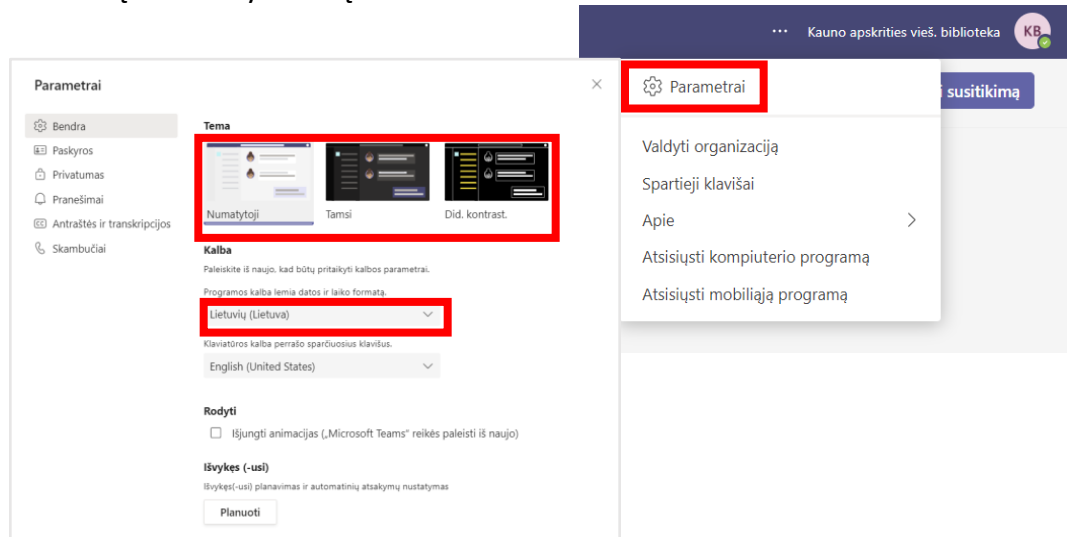 Kauno apskrities vieš. biblioteka KB
Parametrai
Bendra
Paskyros
Privatumas
Pranešimai
Antraštės ir transkripcijos
Skambučiai
Tema
Numatytoji Tamsi Did. kontrast.
Kalba
Paleiskite iš naujo, kad būtų pritaikyti kalbos parametrai.
Programos kalba lemia datos ir laiko formatą.
Lietuvių (Lietuva)
Klaviatūros kalba perrašo sparčiuosius klavišus.
English (United States)
Rodyti
Išjungti animacijas („Microsoft Teams“ reikės paleisti iš naujo)
Išvykęs (-usi)
Išvykęs(-usi) planavimas ir automatinių atsakymų nustatymas
Planuoti
Parametrai
susitikimą
Valdyti organizaciją
Spartieji klavišai
Apie
Atsisiųsti kompiuterio programą
Atsisiųsti mobiliąją programą